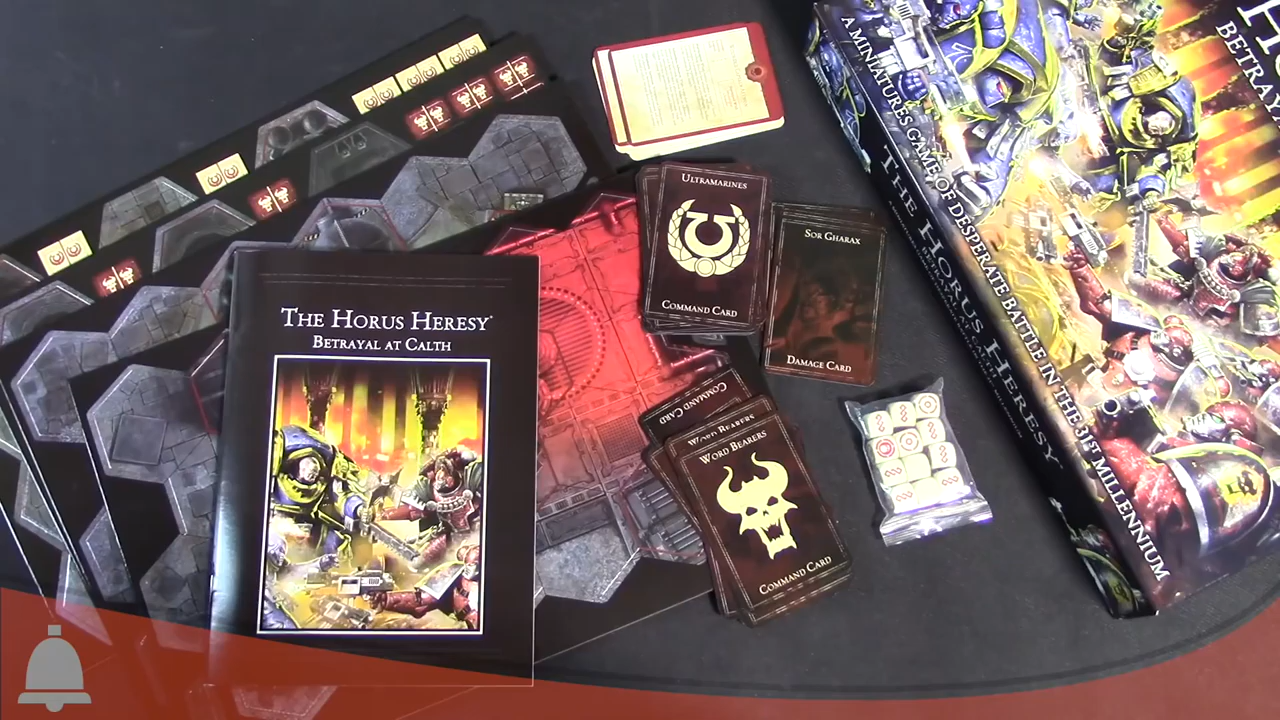 THE HORUS HERESY
BETRAYAL AT CALTH
ULTRAMARINES
COMMAND CARD
SOR GHARAX
DAMAGE CARD
COMMAND CARD
WORD BEARERS
WORD BEARERS
COMMAND CARD
A MINIATURES GAME OF DESPERATE BATTLE IN THE 31ST MILLENNIUM
THE HORUS HERESY